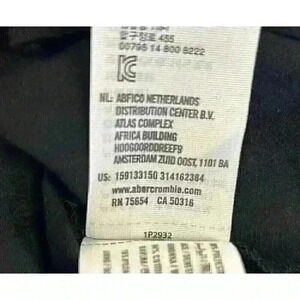 00798 14 800 8222
NL: ABFICO NETHERLANDS
DISTRIBUTION CENTER B.V.
ATLAS COMPLEX
AFRICA BUILDING
HOOGOORDDREEF9
AMSTERDAM ZUID OOST, 1101 BA
US: 159133150 314162384
www.abercrombie.com
RN 75654 CA 50316
1P2932